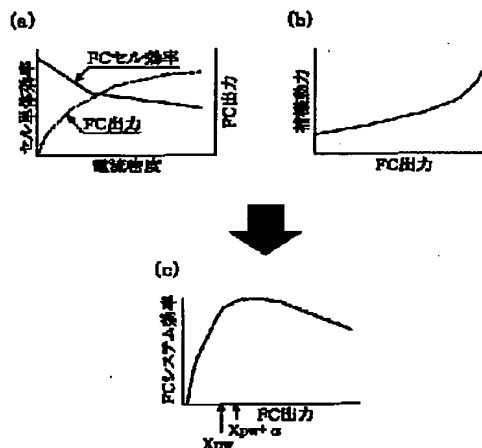 (a)
FCセル効率
セル単体効率
FC出力
FC出力
電流密度
(b)
補機動力
FC出力
(c)
FCシステム効率
FC出力
Xpw+α
Xpw